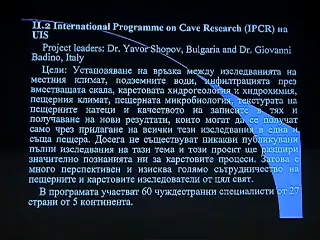 II.2 International Programme on Cave Research (IPCR) на
UIS
Project leaders: Dr. Yavor Shopov, Bulgaria and Dr. Giovanni
Badino, Italy
Цели: Установяване на връзка между изследванията на
местния климат, подземните води, инфилтрацията през
вместващата скала, карстовата хидрогеология и хидрохимия,
пещерния климат, пещерната микробиология, текстурата на
пещерните натеци и качеството на записите в тях и
получаване на нови резултати, които могат да се получат
само чрез прилагане на всички тези изследвания в една и
съща пещера. Досега не съществуват никакви публикувани
пълни изследвания на тази тема и този проект ще разшири
значително познанията ни за карстовите процеси. Затова е
много перспективен и изисква голямо сътрудничество на
пещерните и карстовите изследователи от цял свят.
В програмата участват 60 чуждестранни специалисти от 27
страни от 5 континента.